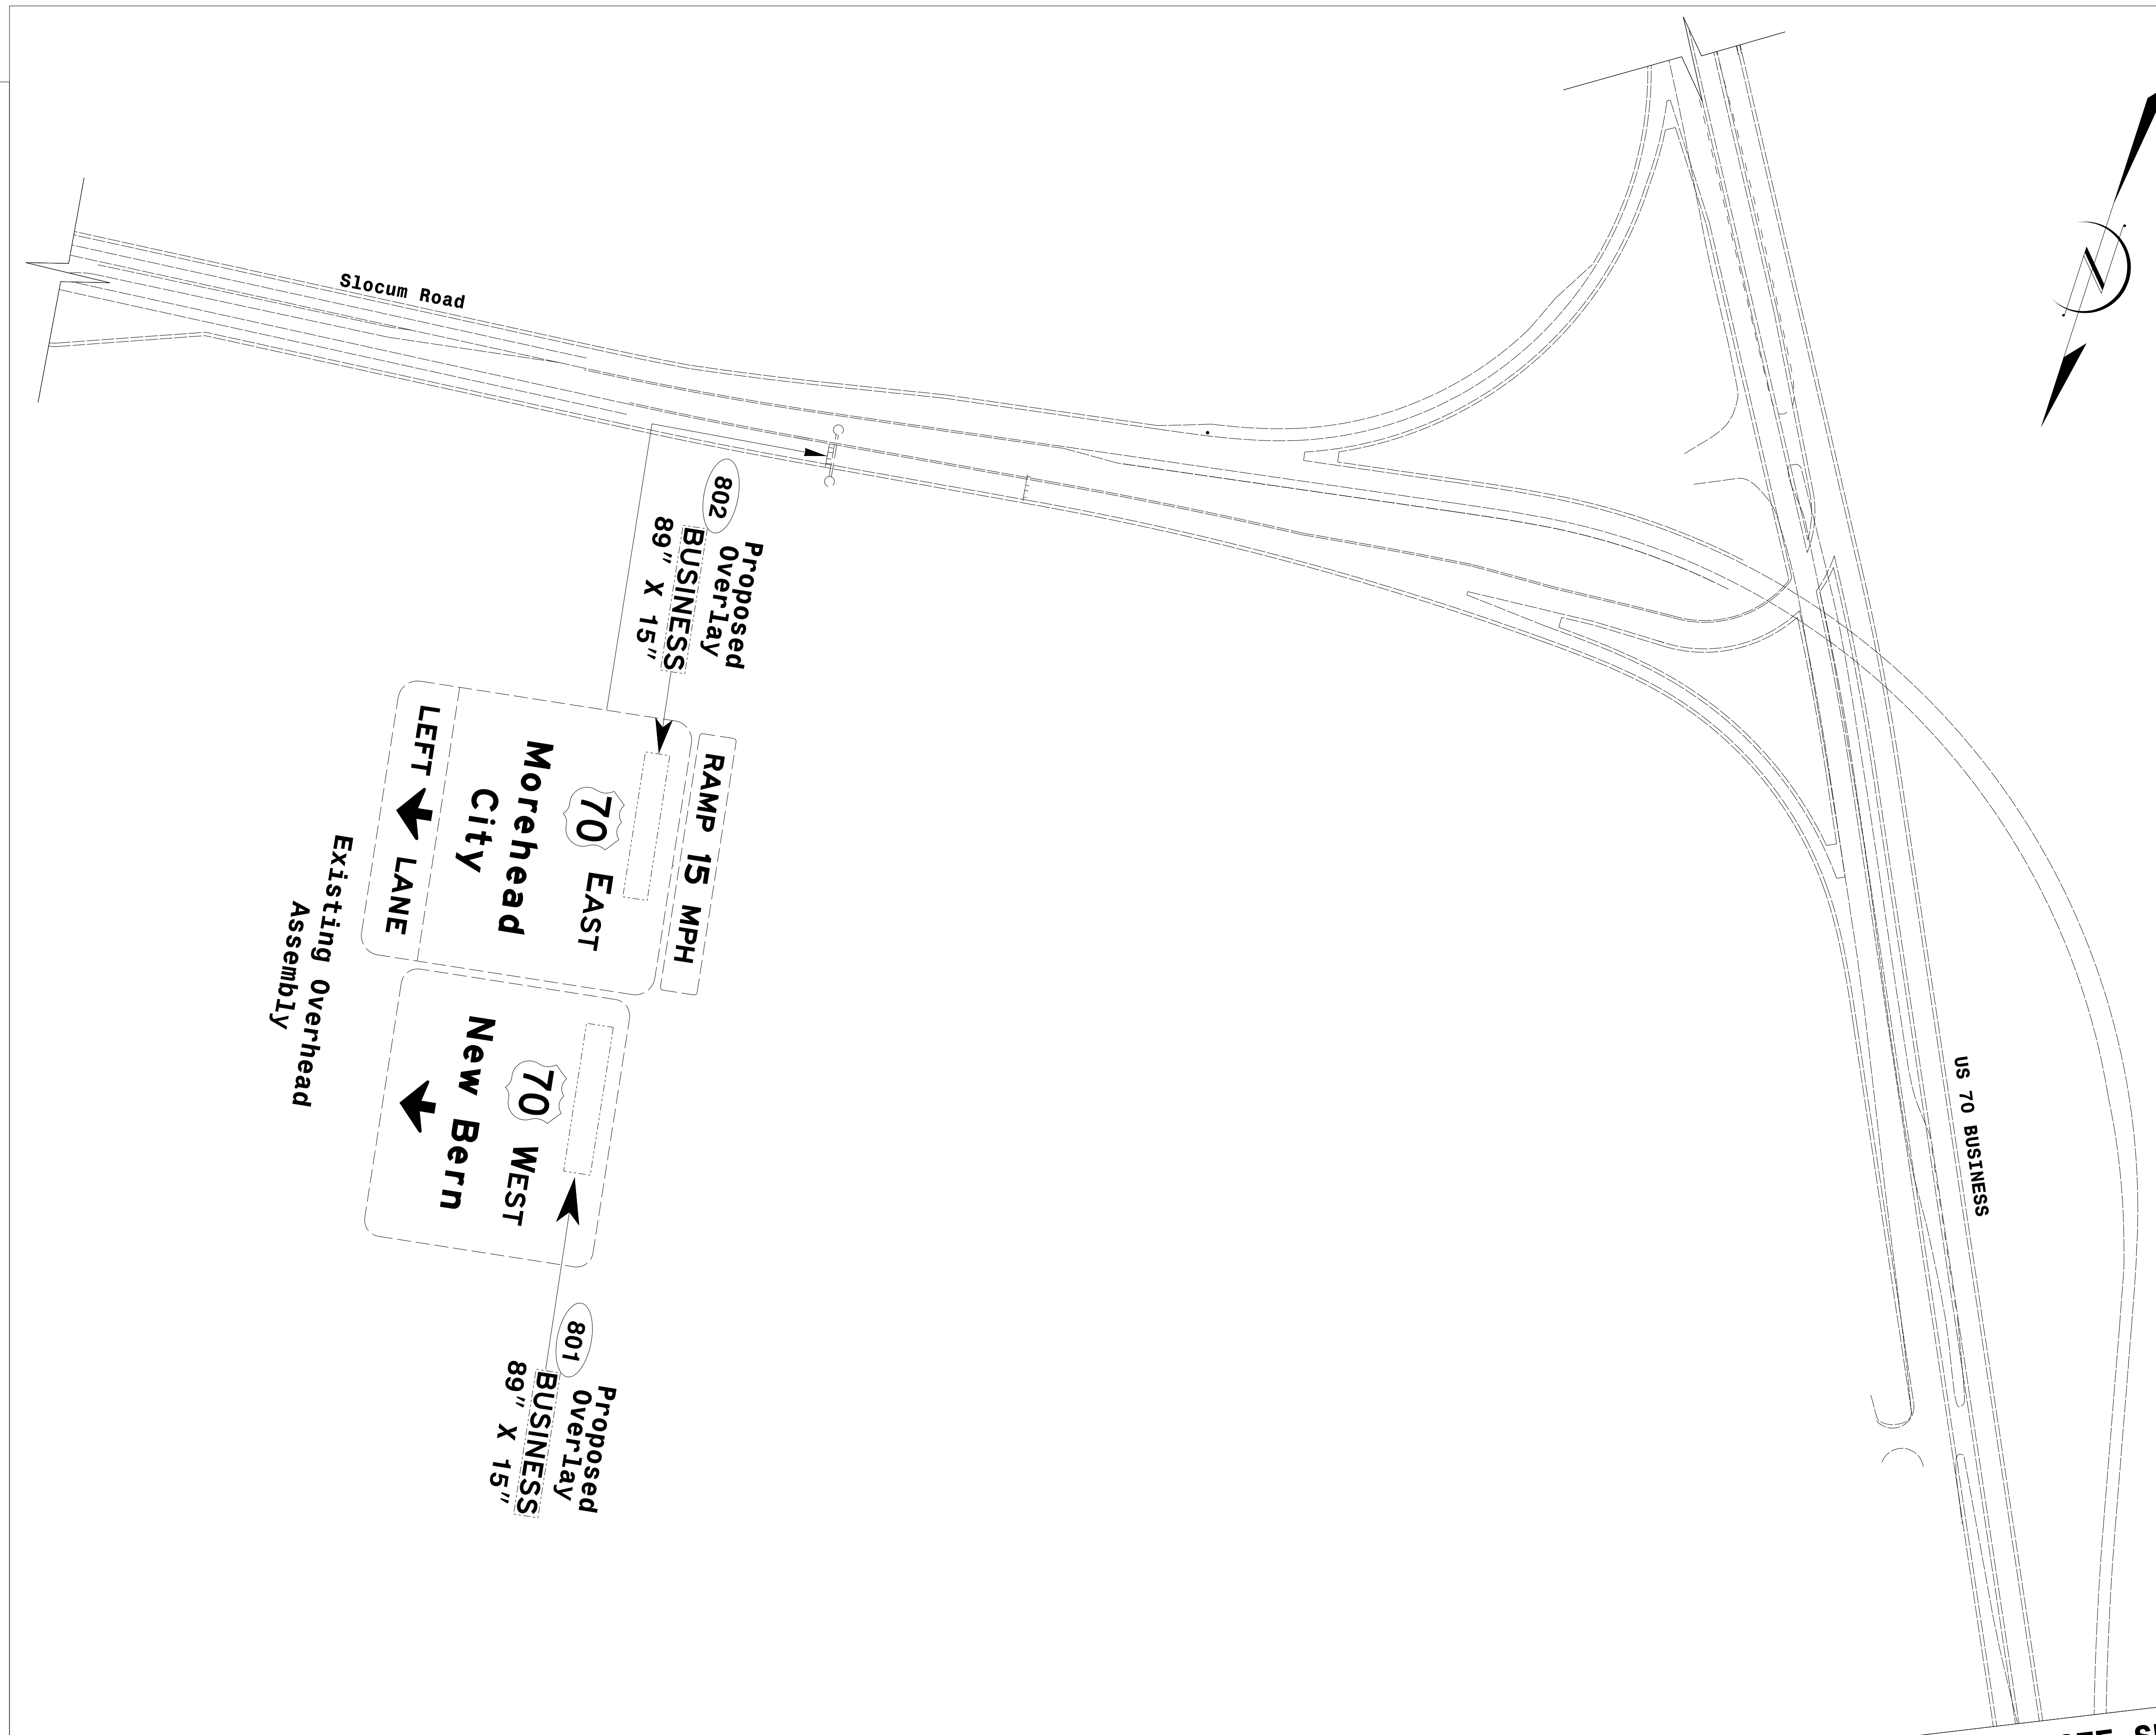 Slocum Road
N
802
Proposed
Overlay
BUSINESS
89" X 15"
RAMP 15 MPH
70 EAST
Morehead
City
LEFT LANE
70 WEST
New Bern
Existing Overhead
Assembly
801
Proposed
Overlay
BUSINESS
89" X 15"
US 70 BUSINESS